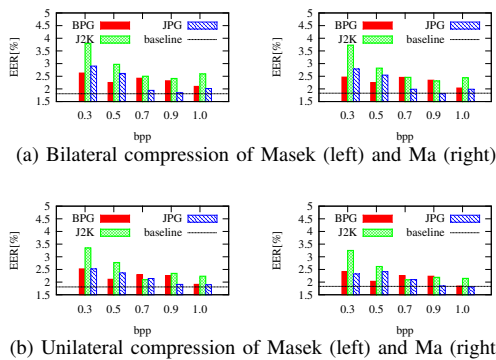 BPG JPG BPG JPG
J2K baseline J2K baseline
5 5
4.5 4.5
4 4
3.5 3.5
3 3
2.5 2.5
2 2
1.5 1.5
EER[%] EER[%]
0.3 0.5 0.7 0.9 1.0 0.3 0.5 0.7 0.9 1.0
bpp bpp
(a) Bilateral compression of Masek (left) and Ma (right)
BPG JPG BPG JPG
J2K baseline J2K baseline
5 5
4.5 4.5
4 4
3.5 3.5
3 3
2.5 2.5
2 2
1.5 1.5
EER[%] EER[%]
0.3 0.5 0.7 0.9 1.0 0.3 0.5 0.7 0.9 1.0
bpp bpp
(b) Unilateral compression of Masek (left) and Ma (right